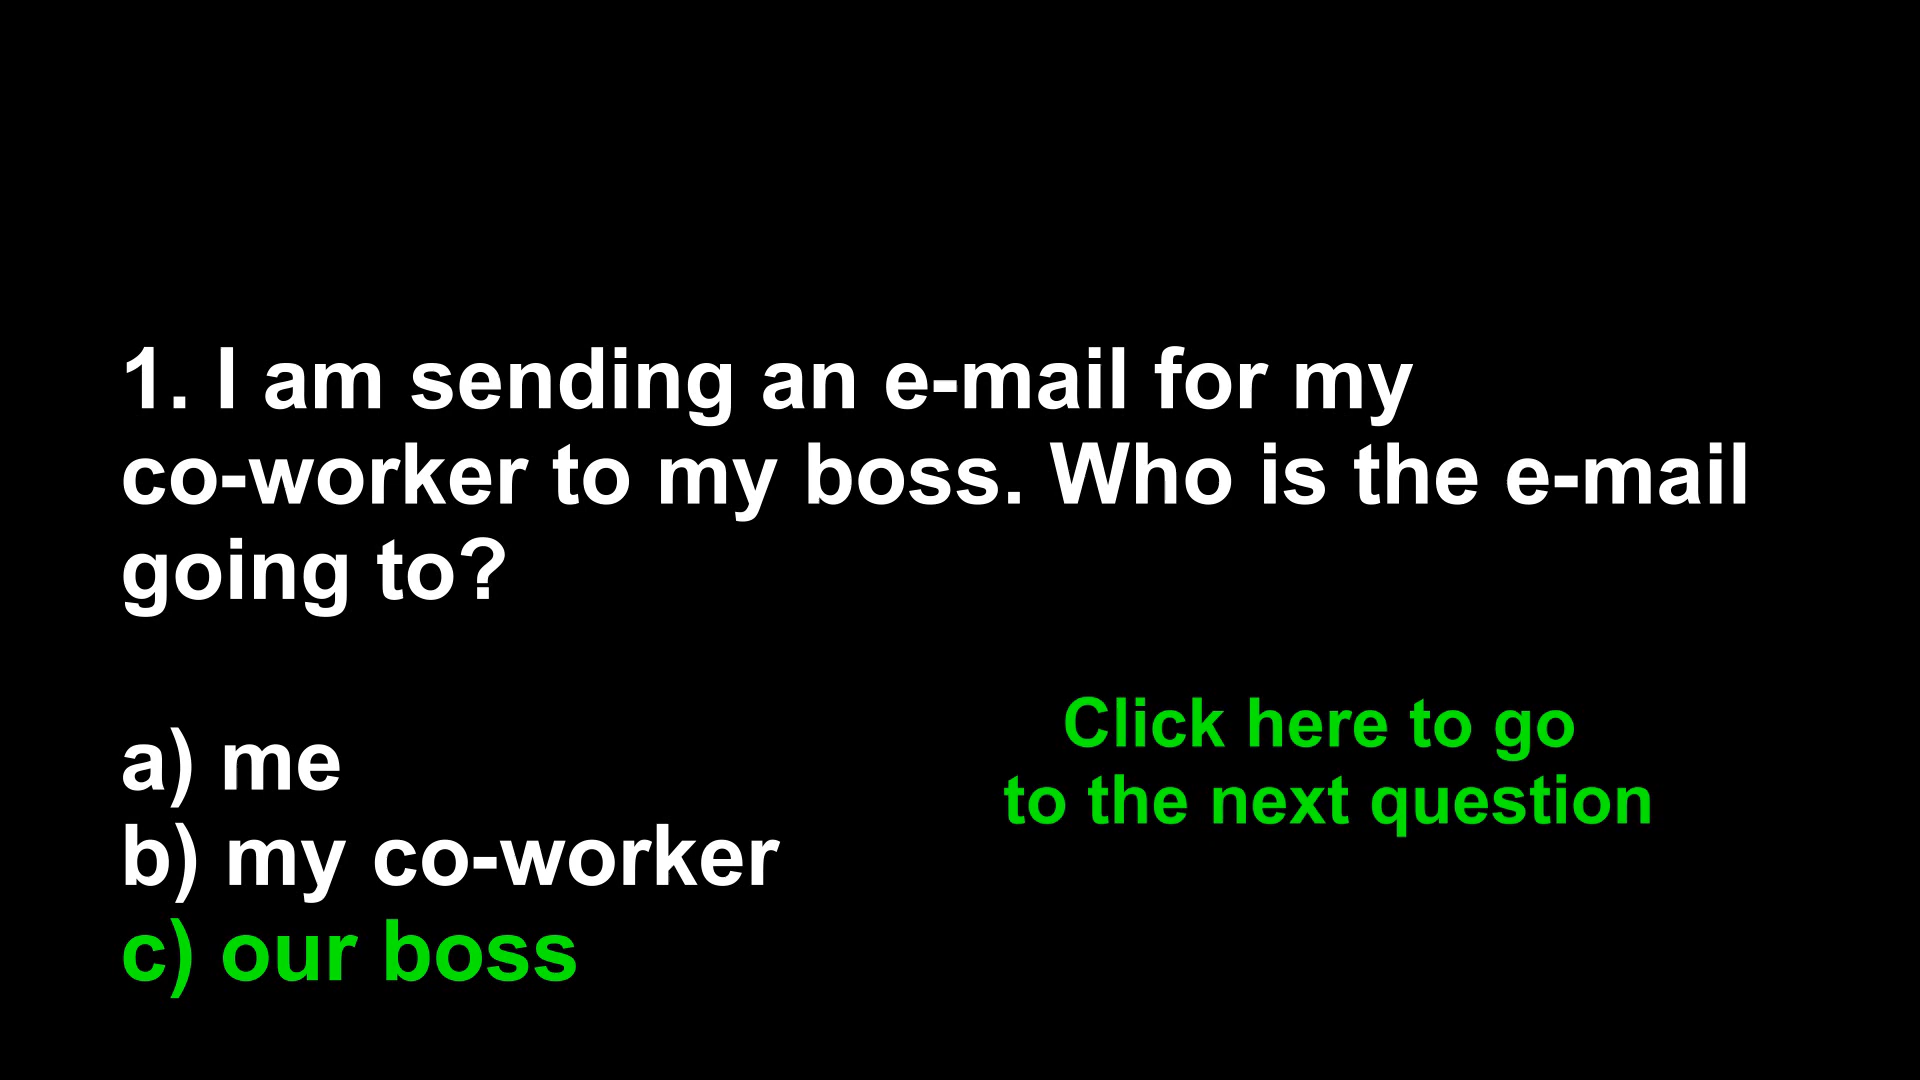 1. I am sending an e-mail for my
co-worker to my boss. Who is the e-mail
going to?
a) me
b) my co-worker
c) our boss
Click here to go
to the next question